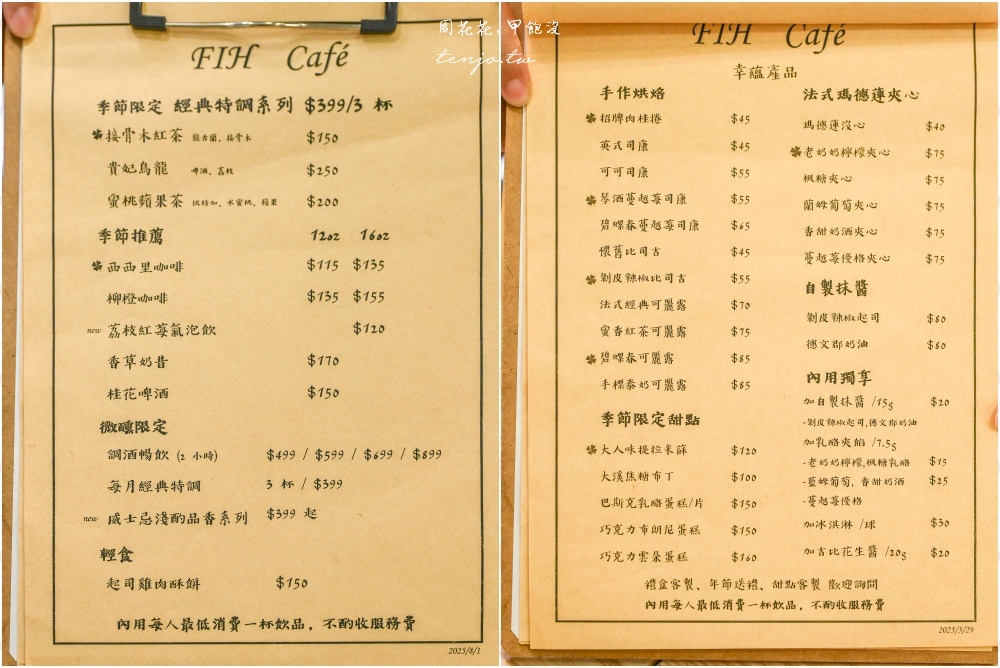 周花花,甲飽沒
tenjo.tw
FIH Café
季節限定 經典特調系列 $399/3 杯
接骨木紅茶 龍舌蘭、接骨木 $150
貴妃烏龍 啤酒、荔枝 $250
蜜桃蘋果茶 伏特加、水蜜桃、蘋果 $200
季節推薦 12oz 16oz
西西里咖啡 $115 $135
柳橙咖啡 $135 $155
new 荔枝紅莓氣泡飲 $120
香草奶昔 $170
桂花啤酒 $150
微醺限定
調酒暢飲 (2 小時) $499 / $599 / $699 / $899
每月經典特調 3 杯 / $399
new 威士忌淺酌品香系列 $399 起
輕食
起司雞肉酥餅 $150
內用每人最低消費一杯飲品, 不酌收服務費
2025/8/1
FIH Café
幸蘊產品
手作烘焙
招牌肉桂捲 $45
英式司康 $45
可可司康 $55
琴酒蔓越莓司康 $55
碧螺春蔓越莓司康 $65
懷舊比司吉 $45
剝皮辣椒比司吉 $55
法式經典可麗露 $70
蜜香紅茶可麗露 $75
碧螺春可麗露 $85
手標泰奶可麗露 $85
季節限定甜點
大人味提拉米蘇 $120
大溪焦糖布丁 $100
巴斯克乳酪蛋糕/片 $150
巧克力布朗尼蛋糕 $150
巧克力雲朵蛋糕 $160
法式瑪德蓮夾心
瑪德蓮沒心 $40
老奶奶檸檬夾心 $75
楓糖夾心 $75
蘭姆葡萄夾心 $75
香甜奶酒夾心 $75
蔓越莓優格夾心 $75
自製抹醬
剝皮辣椒起司 $80
德文郡奶油 $80
內用獨享
加自製抹醬 /15g $20
-剝皮辣椒起司,德文郡奶油
加乳酪夾餡 /7.5g
-老奶奶檸檬,楓糖乳酪 $15
-藍姆葡萄, 香甜奶酒 $25
-蔓越莓優格
加冰淇淋 /球 $30
加吉比花生醬 /20g $20
禮盒客製、年節送禮、甜點客製 歡迎詢問
內用每人最低消費一杯飲品, 不酌收服務費
2025/5/29